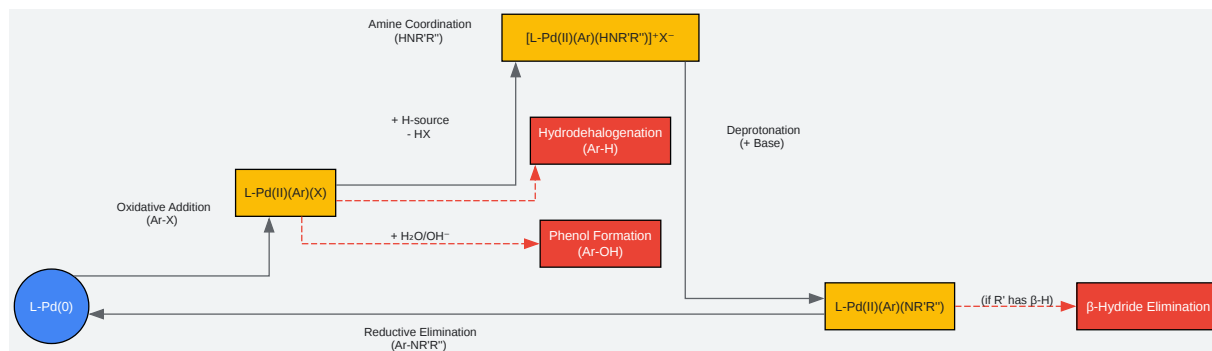 Amine Coordination
(HNR'R")
[L-Pd(II)(Ar)(HNR'R")]⁺X⁻
+ H-source
- HX
Hydrodehalogenation
(Ar-H)
Deprotonation
(+ Base)
L-Pd(II)(Ar)(X)
Oxidative Addition
(Ar-X)
+ H₂O/OH⁻
Phenol Formation
(Ar-OH)
L-Pd(0)
L-Pd(II)(Ar)(NR'R")
(if R' has β-H)
β-Hydride Elimination
Reductive Elimination
(Ar-NR'R")